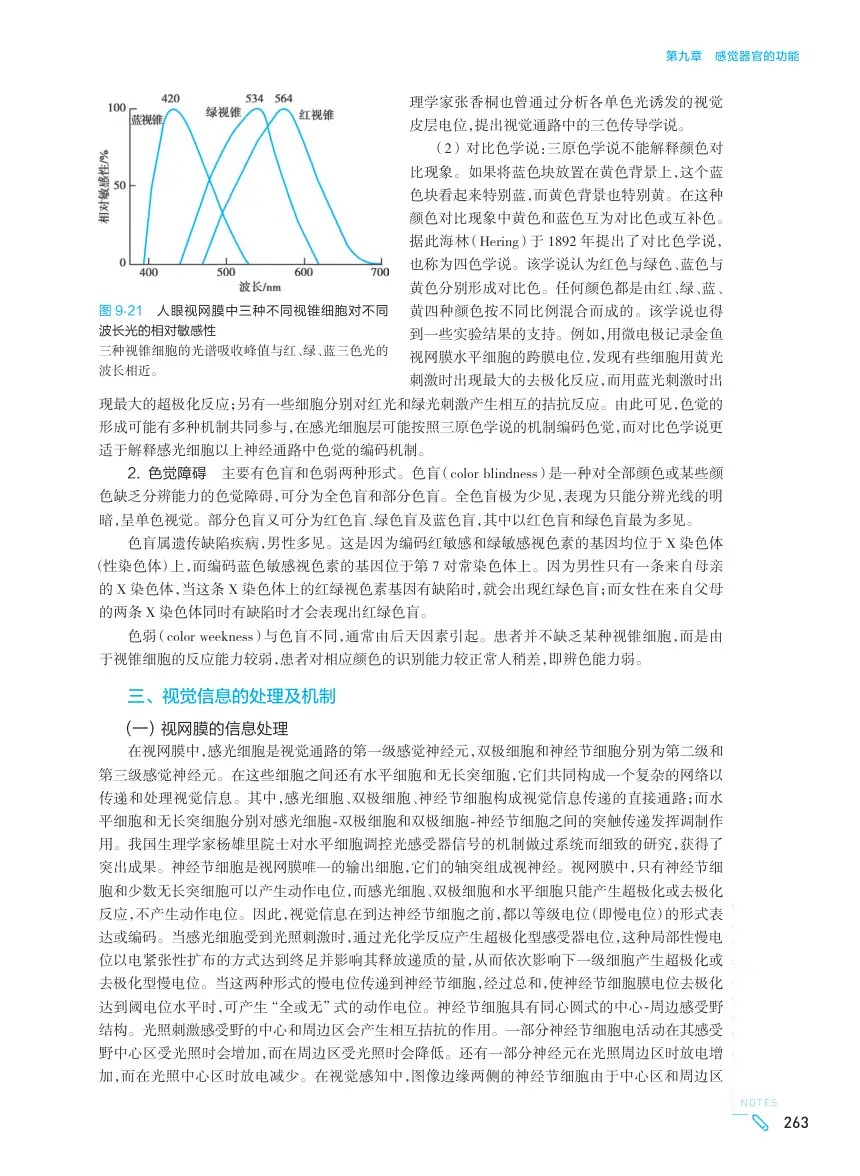 第九章 感觉器官的功能
420 534 564
100
蓝视锥
绿视锥
红视锥
相对敏感性/%
50
0
400 500 600 700
波长/nm
图 9-21 人眼视网膜中三种不同视锥细胞对不同
波长光的相对敏感性
三种视锥细胞的光谱吸收峰值与红、绿、蓝三色光的
波长相近。
理学家张香桐也曾通过分析各单色光诱发的视觉
皮层电位,提出视觉通路中的三色传导学说。
（2）对比色学说:三原色学说不能解释颜色对
比现象。如果将蓝色块放置在黄色背景上,这个蓝
色块看起来特别蓝,而黄色背景也特别黄。在这种
颜色对比现象中黄色和蓝色互为对比色或互补色。
据此海林（Hering）于 1892 年提出了对比色学说,
也称为四色学说。该学说认为红色与绿色、蓝色与
黄色分别形成对比色。任何颜色都是由红、绿、蓝、
黄四种颜色按不同比例混合而成的。该学说也得
到一些实验结果的支持。例如,用微电极记录金鱼
视网膜水平细胞的跨膜电位,发现有些细胞用黄光
刺激时出现最大的去极化反应,而用蓝光刺激时出
现最大的超极化反应;另有一些细胞分别对红光和绿光刺激产生相互的拮抗反应。由此可见,色觉的
形成可能有多种机制共同参与,在感光细胞层可能按照三原色学说的机制编码色觉,而对比色学说更
适于解释感光细胞以上神经通路中色觉的编码机制。
2. 色觉障碍 主要有色盲和色弱两种形式。色盲（color blindness）是一种对全部颜色或某些颜
色缺乏分辨能力的色觉障碍,可分为全色盲和部分色盲。全色盲极为少见,表现为只能分辨光线的明
暗,呈单色视觉。部分色盲又可分为红色盲、绿色盲及蓝色盲,其中以红色盲和绿色盲最为多见。
色盲属遗传缺陷疾病,男性多见。这是因为编码红敏感和绿敏感视色素的基因均位于 X 染色体
（性染色体）上,而编码蓝色敏感视色素的基因位于第 7 对常染色体上。因为男性只有一条来自母亲
的 X 染色体,当这条 X 染色体上的红绿视色素基因有缺陷时,就会出现红绿色盲;而女性在来自父母
的两条 X 染色体同时有缺陷时才会表现出红绿色盲。
色弱（color weekness）与色盲不同,通常由后天因素引起。患者并不缺乏某种视锥细胞,而是由
于视锥细胞的反应能力较弱,患者对相应颜色的识别能力较正常人稍差,即辨色能力弱。
三、视觉信息的处理及机制
（一）视网膜的信息处理
在视网膜中,感光细胞是视觉通路的第一级感觉神经元,双极细胞和神经节细胞分别为第二级和
第三级感觉神经元。在这些细胞之间还有水平细胞和无长突细胞,它们共同构成一个复杂的网络以
传递和处理视觉信息。其中,感光细胞、双极细胞、神经节细胞构成视觉信息传递的直接通路;而水
平细胞和无长突细胞分别对感光细胞-双极细胞和双极细胞-神经节细胞之间的突触传递发挥调制作
用。我国生理学家杨雄里院士对水平细胞调控光感受器信号的机制做过系统而细致的研究,获得了
突出成果。神经节细胞是视网膜唯一的输出细胞,它们的轴突组成视神经。视网膜中,只有神经节细
胞和少数无长突细胞可以产生动作电位,而感光细胞、双极细胞和水平细胞只能产生超极化或去极化
反应,不产生动作电位。因此,视觉信息在到达神经节细胞之前,都以等级电位（即慢电位）的形式表
达或编码。当感光细胞受到光照刺激时,通过光化学反应产生超极化型感受器电位,这种局部性慢电
位以电紧张性扩布的方式达到终足并影响其释放递质的量,从而依次影响下一级细胞产生超极化或
去极化型慢电位。当这两种形式的慢电位传递到神经节细胞,经过总和,使神经节细胞膜电位去极化
达到阈电位水平时,可产生“全或无”式的动作电位。神经节细胞具有同心圆式的中心-周边感受野
结构。光照刺激感受野的中心和周边区会产生相互拮抗的作用。一部分神经节细胞电活动在其感受
野中心区受光照时会增加,而在周边区受光照时会降低。还有一部分神经元在光照周边区时放电增
加,而在光照中心区时放电减少。在视觉感知中,图像边缘两侧的神经节细胞由于中心区和周边区
NOTES
263